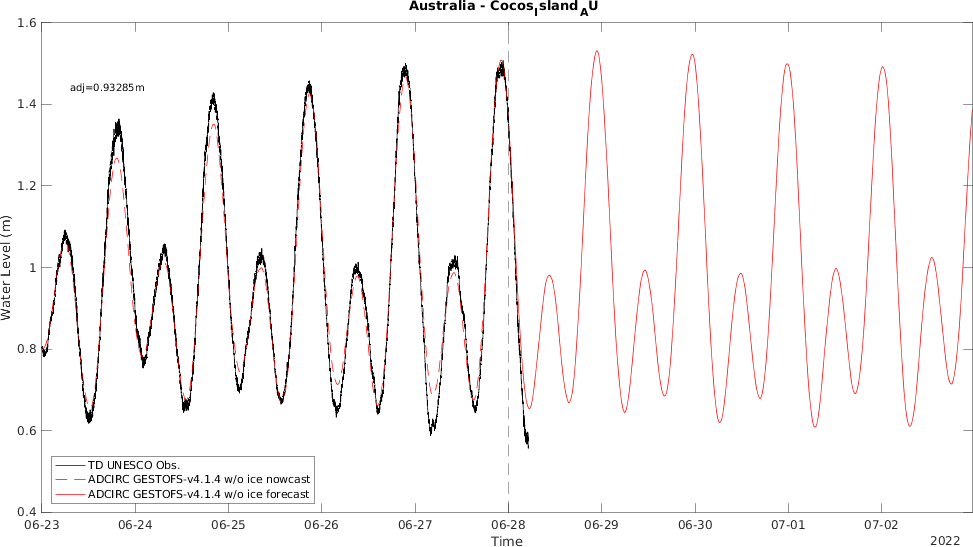 Australia - Cocos_Island_AU
1.6
1.4
1.2
1
0.8
0.6
0.4
Water Level (m)
adj=0.93285m
TD UNESCO Obs.
ADCIRC GESTOFS-v4.1.4 w/o ice nowcast
ADCIRC GESTOFS-v4.1.4 w/o ice forecast
06-23 06-24 06-25 06-26 06-27 06-28 06-29 06-30 07-01 07-02
Time
2022